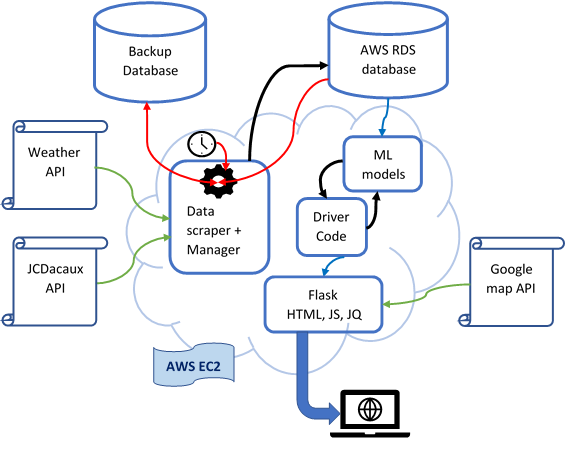 Backup
Database
AWS RDS
database
Weather
API
ML
models
Data
scraper +
Manager
Driver
Code
JCDacaux
API
Google
map API
Flask
HTML, JS, JQ
AWS EC2